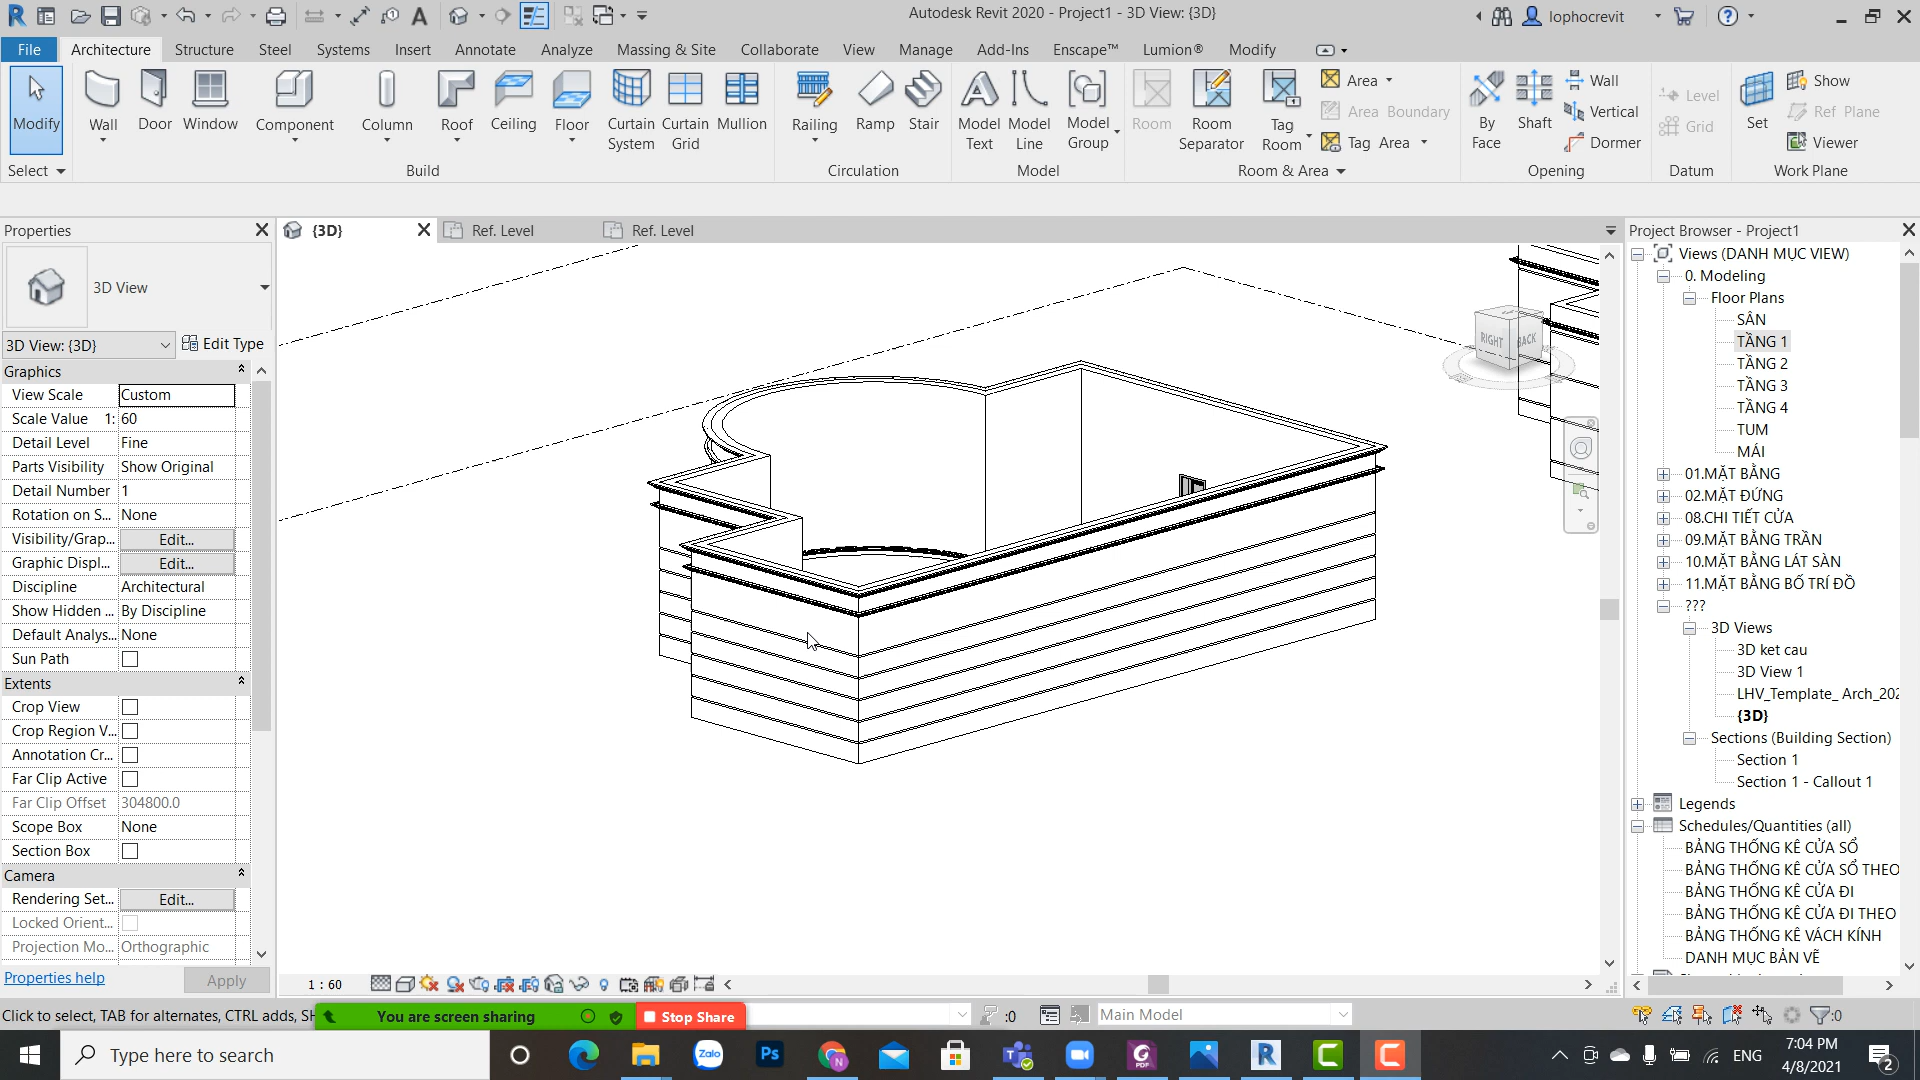 Autodesk Revit 2020 - Project1 - 3D View: {3D}
lophocrevit
File Architecture Structure Steel Systems Insert Annotate Analyze Massing & Site Collaborate View Manage Add-Ins Enscape™ Lumion® Modify
Modify Wall Door Window Component Column Roof Ceiling Floor Curtain System Curtain Grid Mullion Railing Ramp Stair Model Text Model Line Model Group Room Room Separator Tag Room Area Area Boundary Tag Area By Face Shaft Wall Vertical Dormer Level Grid Set Show Ref Plane Viewer
Select Build Circulation Model Room & Area Opening Datum Work Plane
Properties
{3D} Ref. Level Ref. Level
Project Browser - Project1
3D View
3D View: {3D} Edit Type
Graphics
View Scale Custom
Scale Value 1: 60
Detail Level Fine
Parts Visibility Show Original
Detail Number 1
Rotation on S... None
Visibility/Grap... Edit...
Graphic Displ... Edit...
Discipline Architectural
Show Hidden ... By Discipline
Default Analys... None
Sun Path
Extents
Crop View
Crop Region V...
Annotation Cr...
Far Clip Active
Far Clip Offset 304800.0
Scope Box None
Section Box
Camera
Rendering Set... Edit...
Locked Orient...
Projection Mo... Orthographic
Properties help Apply
RIGHT BACK
Views (DANH MỤC VIEW)
0. Modeling
Floor Plans
SÂN
TẦNG 1
TẦNG 2
TẦNG 3
TẦNG 4
TUM
MÁI
01.MẶT BẰNG
02.MẶT ĐỨNG
08.CHI TIẾT CỬA
09.MẶT BẰNG TRẦN
10.MẶT BẰNG LÁT SÀN
11.MẶT BẰNG BỐ TRÍ ĐỒ
???
3D Views
3D ket cau
3D View 1
LHV_Template_ Arch_202
{3D}
Sections (Building Section)
Section 1
Section 1 - Callout 1
Legends
Schedules/Quantities (all)
BẢNG THỐNG KÊ CỬA SỔ
BẢNG THỐNG KÊ CỬA SỔ THEO
BẢNG THỐNG KÊ CỬA ĐI
BẢNG THỐNG KÊ CỬA ĐI THEO
BẢNG THỐNG KÊ VÁCH KÍNH
DANH MỤC BẢN VẼ
1 : 60
Click to select, TAB for alternates, CTRL adds, SH
You are screen sharing Stop Share
:0 Main Model :0
Type here to search
Zalo Ps N PDF R C C
ENG
7:04 PM
4/8/2021
2